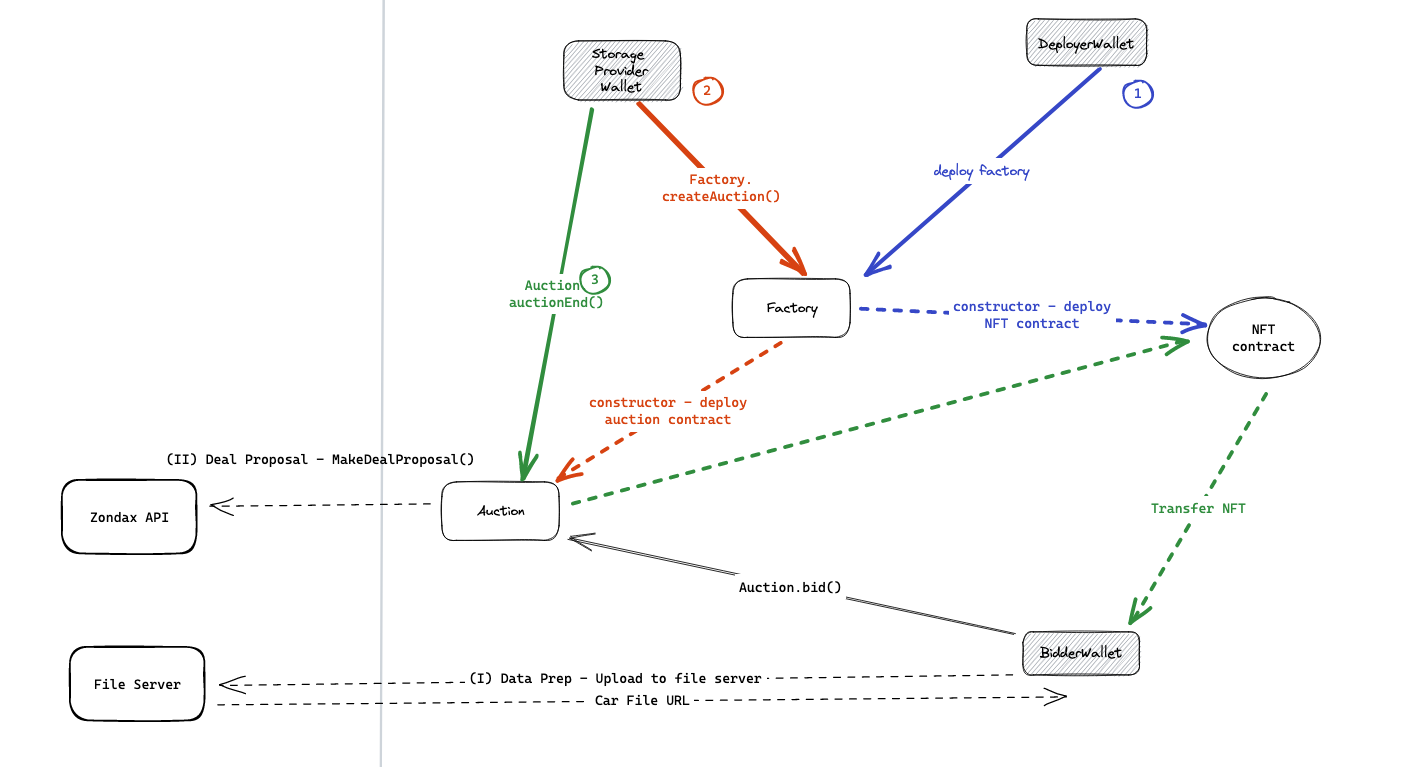 DeployerWallet
Storage
Provider
Wallet
2
1
deploy factory
Factory.
createAuction()
3
Auction
auctionEnd()
Factory
constructor - deploy
NFT contract
NFT
contract
constructor - deploy
auction contract
(II) Deal Proposal - MakeDealProposal()
Zondax API
Auction
Transfer NFT
Auction.bid()
BidderWallet
File Server
(I) Data Prep - Upload to file server
Car File URL